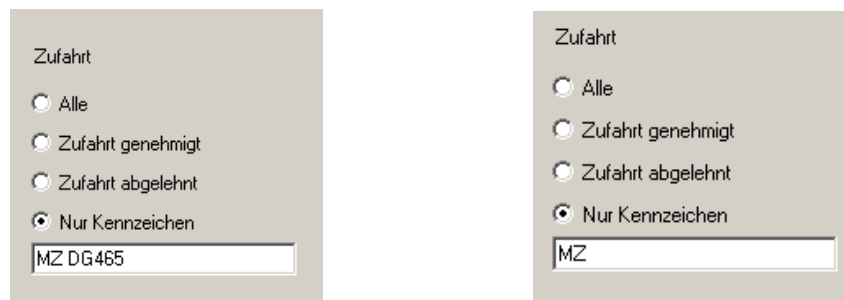 Zufahrt
Alle
Zufahrt genehmigt
Zufahrt abgelehnt
Nur Kennzeichen
MZ DG465
Zufahrt
Alle
Zufahrt genehmigt
Zufahrt abgelehnt
Nur Kennzeichen
MZ